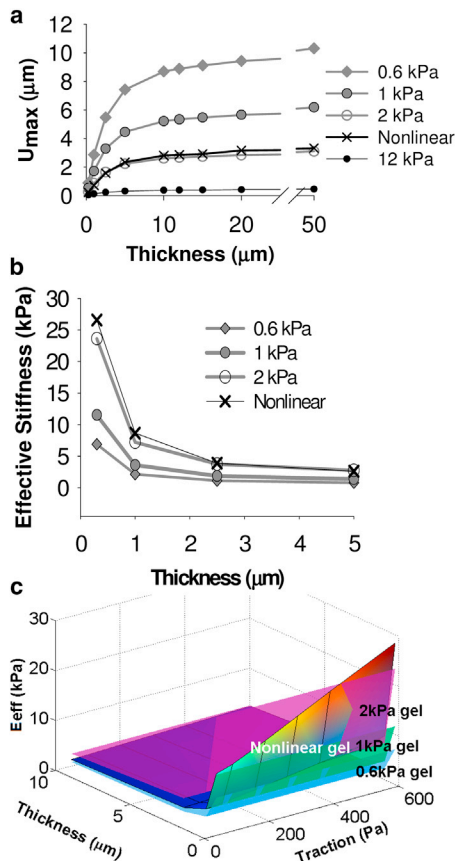 a
12
10
8
6
4
2
0
Umax (μm)
0 10 20 50
Thickness (μm)
0.6 kPa
1 kPa
2 kPa
Nonlinear
12 kPa
b
30
25
20
15
10
5
0
Effective Stiffness (kPa)
0 1 2 3 4 5
Thickness (μm)
0.6 kPa
1 kPa
2 kPa
Nonlinear
c
30
20
10
0
Eeff (kPa)
10
5
0
Thickness (μm)
0
200
400
600
Traction (Pa)
2kPa gel
Nonlinear gel
1kPa gel
0.6kPa gel